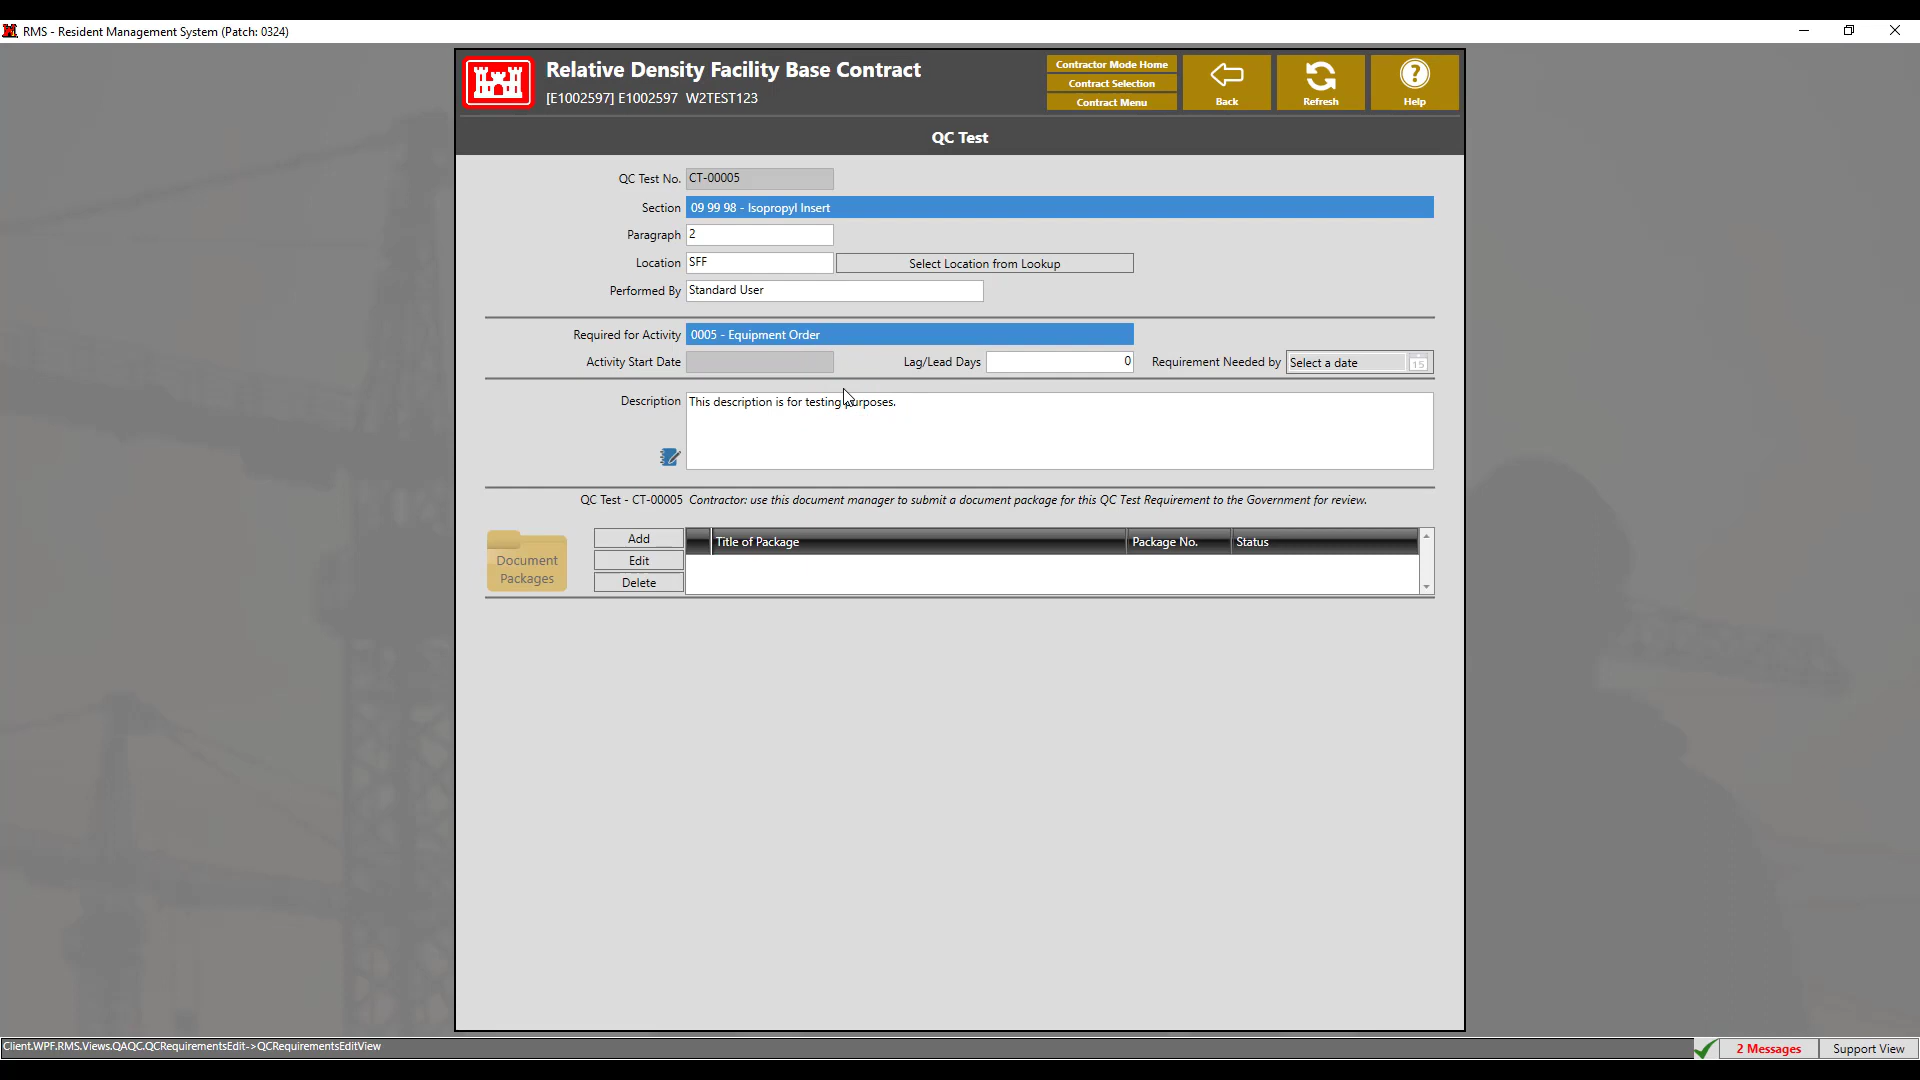 RMS - Resident Management System (Patch: 0324)
Relative Density Facility Base Contract
[E1002597] E1002597 W2TEST123
Contractor Mode Home
Contract Selection
Contract Menu
Back
Refresh
Help
QC Test
QC Test No. CT-00005
Section 09 99 98 - Isopropyl Insert
Paragraph 2
Location SFF Select Location from Lookup
Performed By Standard User
Required for Activity 0005 - Equipment Order
Activity Start Date Lag/Lead Days 0 Requirement Needed by Select a date 15
Description This description is for testing purposes.
QC Test - CT-00005 Contractor: use this document manager to submit a document package for this QC Test Requirement to the Government for review.
Document Packages
Add
Edit
Delete
Title of Package Package No. Status
Client.WPF.RMS.Views.QAQC.QCRequirementsEdit->QCRequirementsEditView
2 Messages Support View